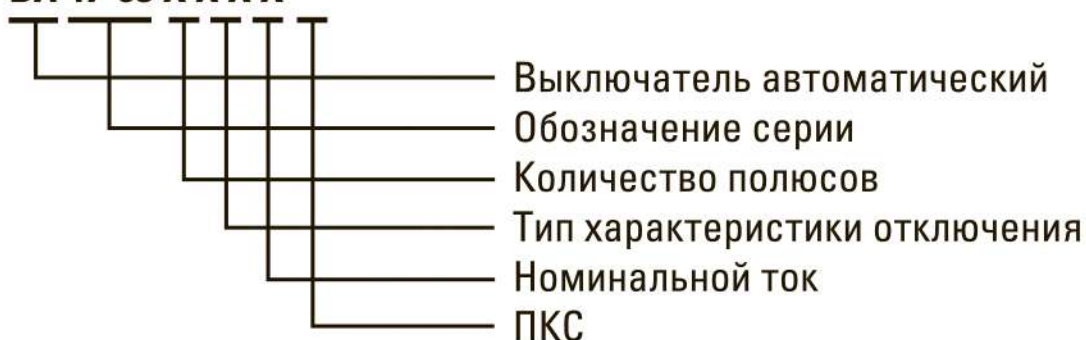 Выключатель автоматический
Обозначение серии
Количество полюсов
Тип характеристики отключения
Номинальной ток
ПКС